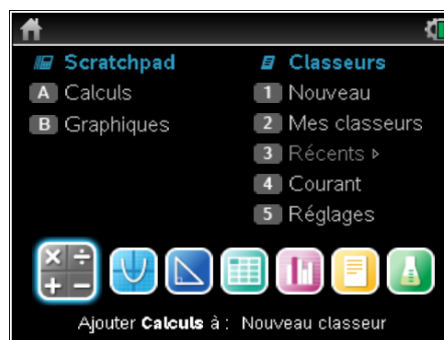 Scratchpad
A Calculs
B Graphiques
Classeurs
1 Nouveau
2 Mes classeurs
3 Récents ▹
4 Courant
5 Réglages
Ajouter Calculs à : Nouveau classeur